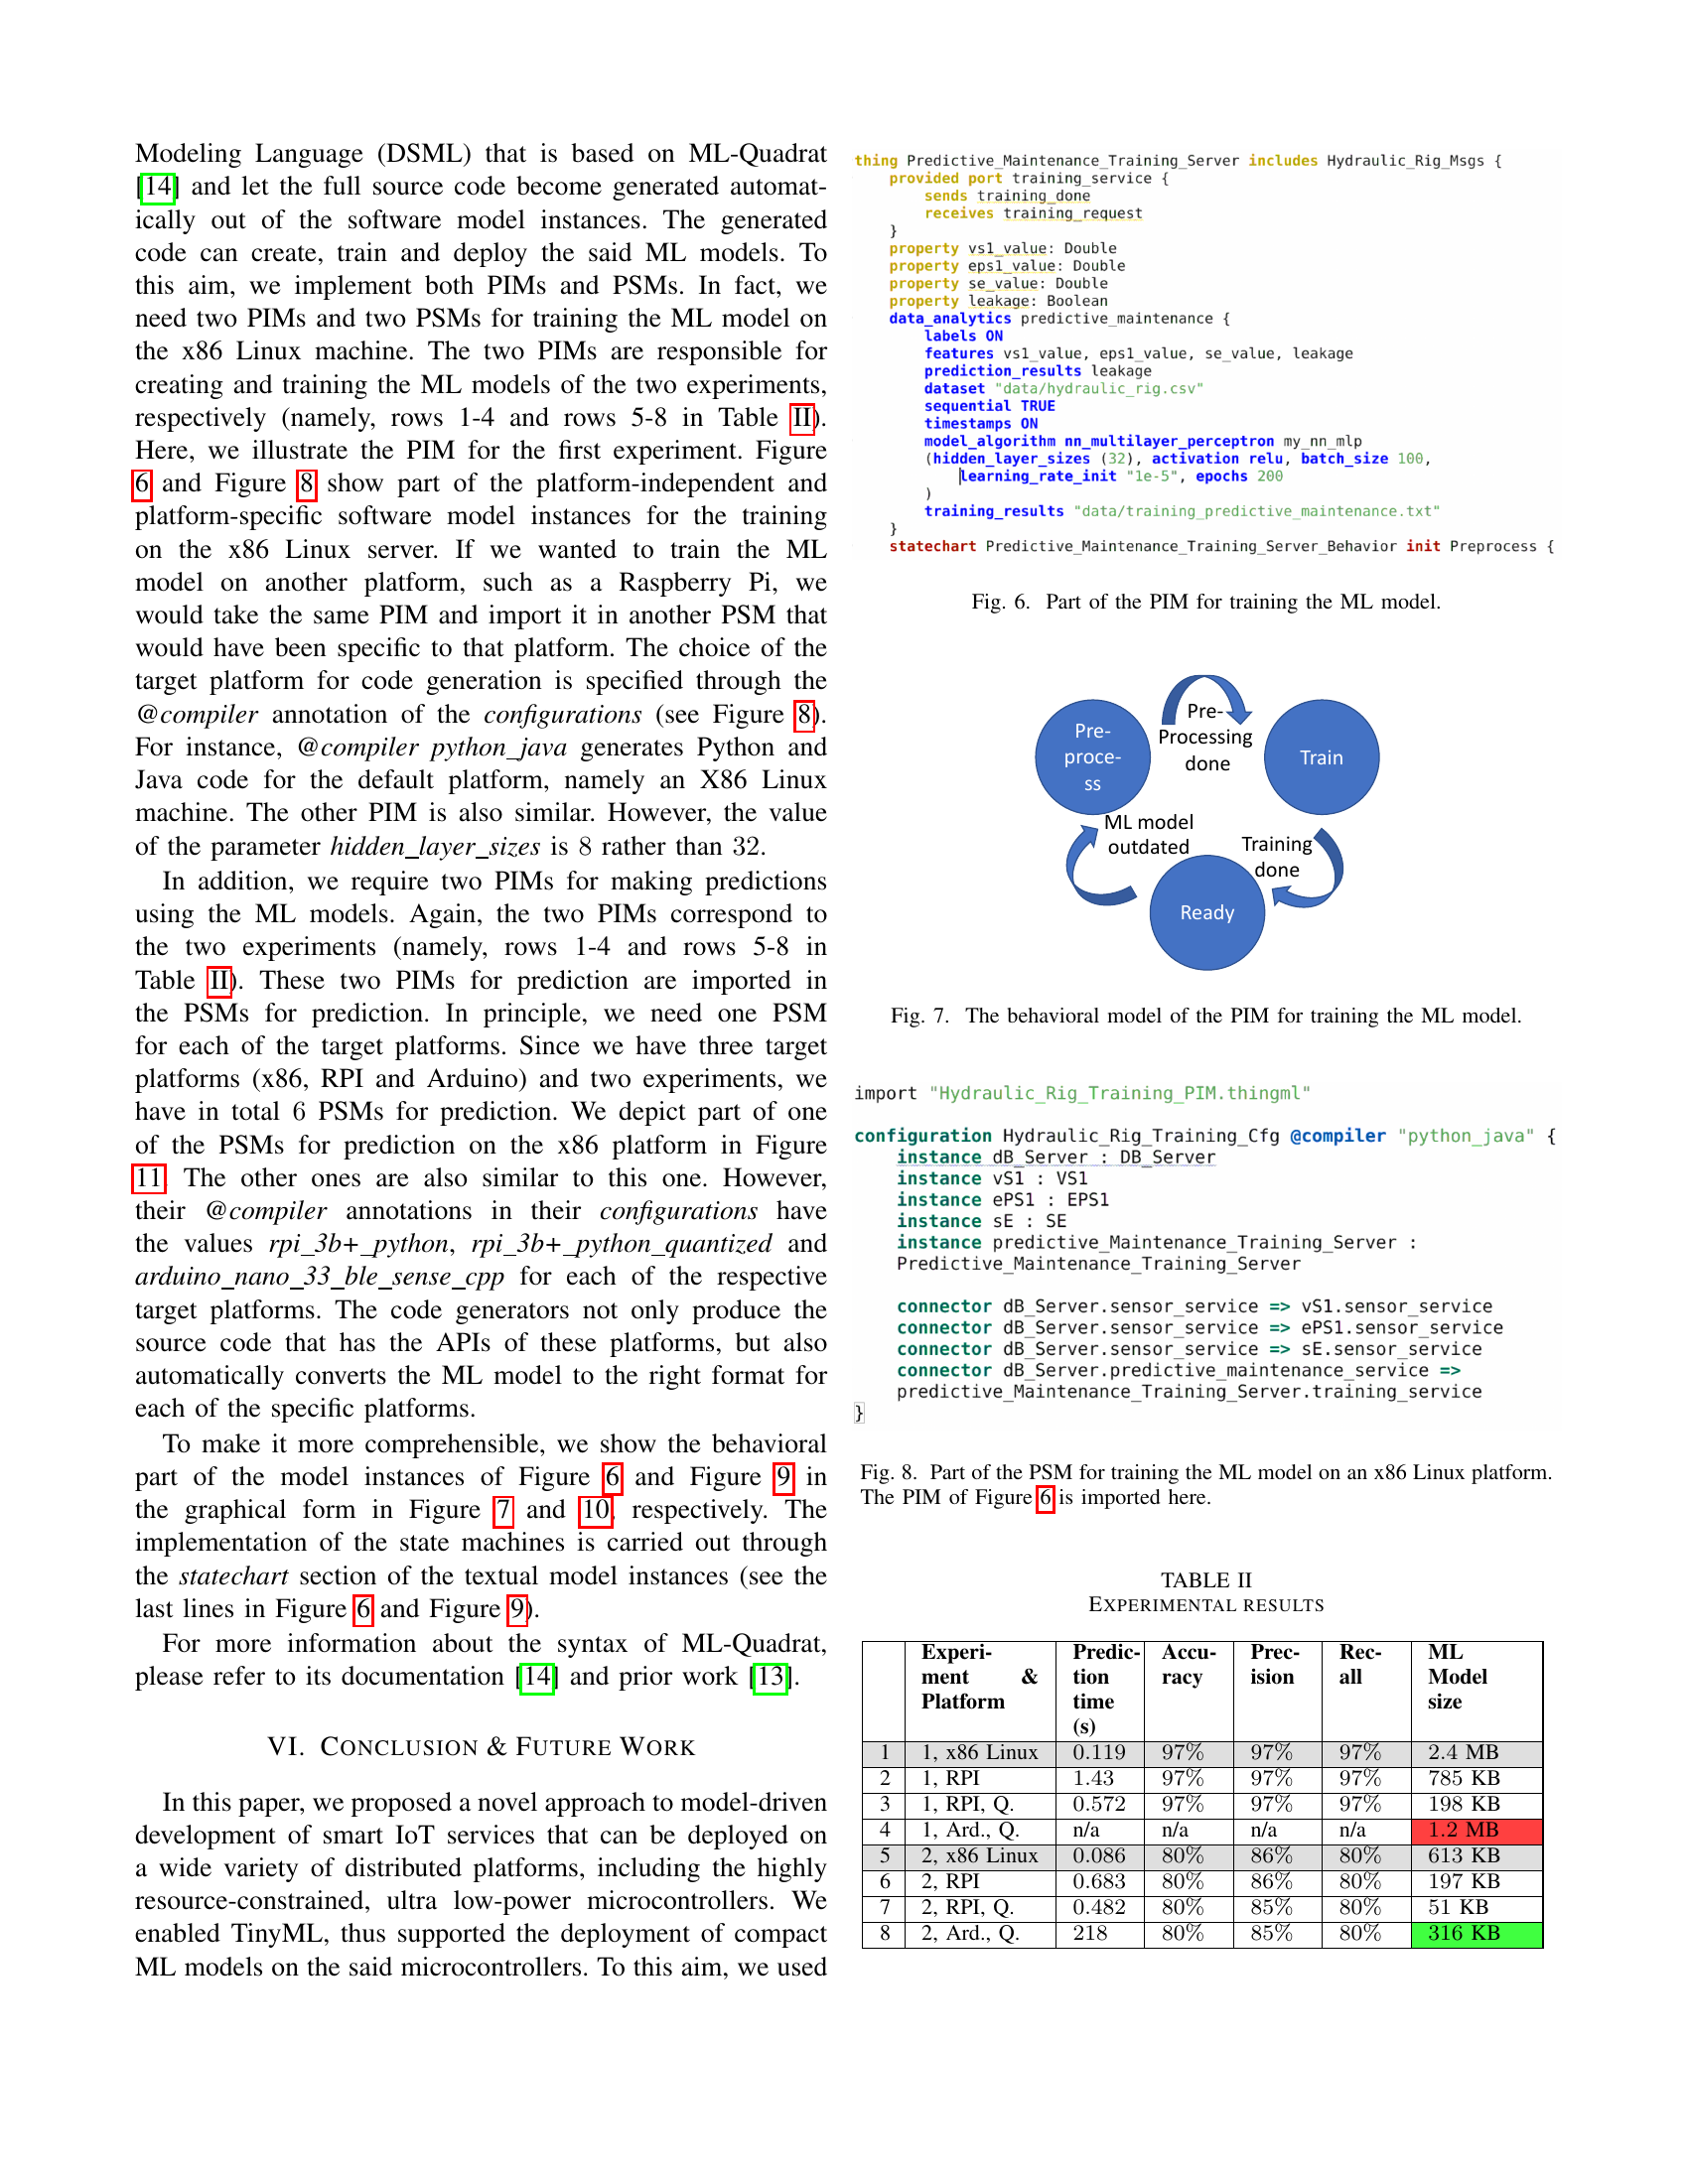 Modeling Language (DSML) that is based on ML-Quadrat
[14] and let the full source code become generated automat-
ically out of the software model instances. The generated
code can create, train and deploy the said ML models. To
this aim, we implement both PIMs and PSMs. In fact, we
need two PIMs and two PSMs for training the ML model on
the x86 Linux machine. The two PIMs are responsible for
creating and training the ML models of the two experiments,
respectively (namely, rows 1-4 and rows 5-8 in Table II).
Here, we illustrate the PIM for the first experiment. Figure
6 and Figure 8 show part of the platform-independent and
platform-specific software model instances for the training
on the x86 Linux server. If we wanted to train the ML
model on another platform, such as a Raspberry Pi, we
would take the same PIM and import it in another PSM that
would have been specific to that platform. The choice of the
target platform for code generation is specified through the
@compiler annotation of the configurations (see Figure 8).
For instance, @compiler python_java generates Python and
Java code for the default platform, namely an X86 Linux
machine. The other PIM is also similar. However, the value
of the parameter hidden_layer_sizes is 8 rather than 32.
In addition, we require two PIMs for making predictions
using the ML models. Again, the two PIMs correspond to
the two experiments (namely, rows 1-4 and rows 5-8 in
Table II). These two PIMs for prediction are imported in
the PSMs for prediction. In principle, we need one PSM
for each of the target platforms. Since we have three target
platforms (x86, RPI and Arduino) and two experiments, we
have in total 6 PSMs for prediction. We depict part of one
of the PSMs for prediction on the x86 platform in Figure
11 The other ones are also similar to this one. However,
their @compiler annotations in their configurations have
the values rpi_3b+_python, rpi_3b+_python_quantized and
arduino_nano_33_ble_sense_cpp for each of the respective
target platforms. The code generators not only produce the
source code that has the APIs of these platforms, but also
automatically converts the ML model to the right format for
each of the specific platforms.
To make it more comprehensible, we show the behavioral
part of the model instances of Figure 6 and Figure 9 in
the graphical form in Figure 7 and 10, respectively. The
implementation of the state machines is carried out through
the statechart section of the textual model instances (see the
last lines in Figure 6 and Figure 9).
For more information about the syntax of ML-Quadrat,
please refer to its documentation [14] and prior work [13].
VI. CONCLUSION & FUTURE WORK
In this paper, we proposed a novel approach to model-driven
development of smart IoT services that can be deployed on
a wide variety of distributed platforms, including the highly
resource-constrained, ultra low-power microcontrollers. We
enabled TinyML, thus supported the deployment of compact
ML models on the said microcontrollers. To this aim, we used
thing Predictive_Maintenance_Training_Server includes Hydraulic_Rig_Msgs {
provided port training_service {
sends training_done
receives training_request
}
property vs1_value: Double
property eps1_value: Double
property se_value: Double
property leakage: Boolean
data_analytics predictive_maintenance {
labels ON
features vs1_value, eps1_value, se_value, leakage
prediction_results leakage
dataset "data/hydraulic_rig.csv"
sequential TRUE
timestamps ON
model_algorithm nn_multilayer_perceptron my_nn_mlp
(hidden_layer_sizes (32), activation relu, batch_size 100,
learning_rate_init "1e-5", epochs 200
)
training_results "data/training_predictive_maintenance.txt"
}
statechart Predictive_Maintenance_Training_Server_Behavior init Preprocess {
Fig. 6. Part of the PIM for training the ML model.
Pre-
proce-
ss
Pre-
Processing
done
Train
ML model
outdated
Training
done
Ready
Fig. 7. The behavioral model of the PIM for training the ML model.
import "Hydraulic_Rig_Training_PIM.thingml"
configuration Hydraulic_Rig_Training_Cfg @compiler "python_java" {
instance dB_Server : DB_Server
instance vS1 : VS1
instance ePS1 : EPS1
instance sE : SE
instance predictive_Maintenance_Training_Server :
Predictive_Maintenance_Training_Server
connector dB_Server.sensor_service => vS1.sensor_service
connector dB_Server.sensor_service => ePS1.sensor_service
connector dB_Server.sensor_service => sE.sensor_service
connector dB_Server.predictive_maintenance_service =>
predictive_Maintenance_Training_Server.training_service
}
Fig. 8. Part of the PSM for training the ML model on an x86 Linux platform.
The PIM of Figure 6 is imported here.
TABLE II
EXPERIMENTAL RESULTS
Experi- Predic- Accu- Prec- Rec- ML
ment & tion racy ision all Model
Platform time size
(s)
1 1, x86 Linux 0.119 97% 97% 97% 2.4 MB
2 1, RPI 1.43 97% 97% 97% 785 KB
3 1, RPI, Q. 0.572 97% 97% 97% 198 KB
4 1, Ard., Q. n/a n/a n/a n/a 1.2 MB
5 2, x86 Linux 0.086 80% 86% 80% 613 KB
6 2, RPI 0.683 80% 86% 80% 197 KB
7 2, RPI, Q. 0.482 80% 85% 80% 51 KB
8 2, Ard., Q. 218 80% 85% 80% 316 KB